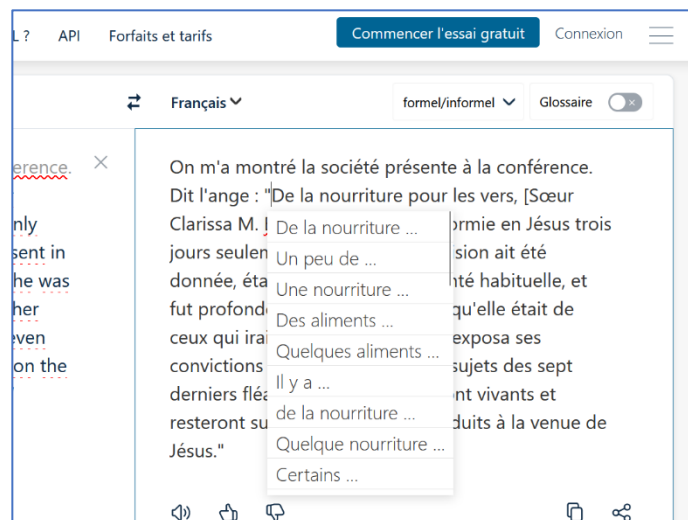 L ? API Forfaits et tarifs Commencer l'essai gratuit Connexion
Français formel/informel Glossaire
erence.
nly
sent in
he was
her
even
on the
On m'a montré la société présente à la conférence.
Dit l'ange : "De la nourriture pour les vers, [Sœur
Clarissa M. ormie en Jésus trois
jours seulem sion ait été
donnée, éta nté habituelle, et
fut profond qu'elle était de
ceux qui irai exposa ses
convictions sujets des sept
derniers fléa nt vivants et
resteront su duits à la venue de
Jésus."
De la nourriture ...
Un peu de ...
Une nourriture ...
Des aliments ...
Quelques aliments ...
Il y a ...
de la nourriture ...
Quelque nourriture ...
Certains ...